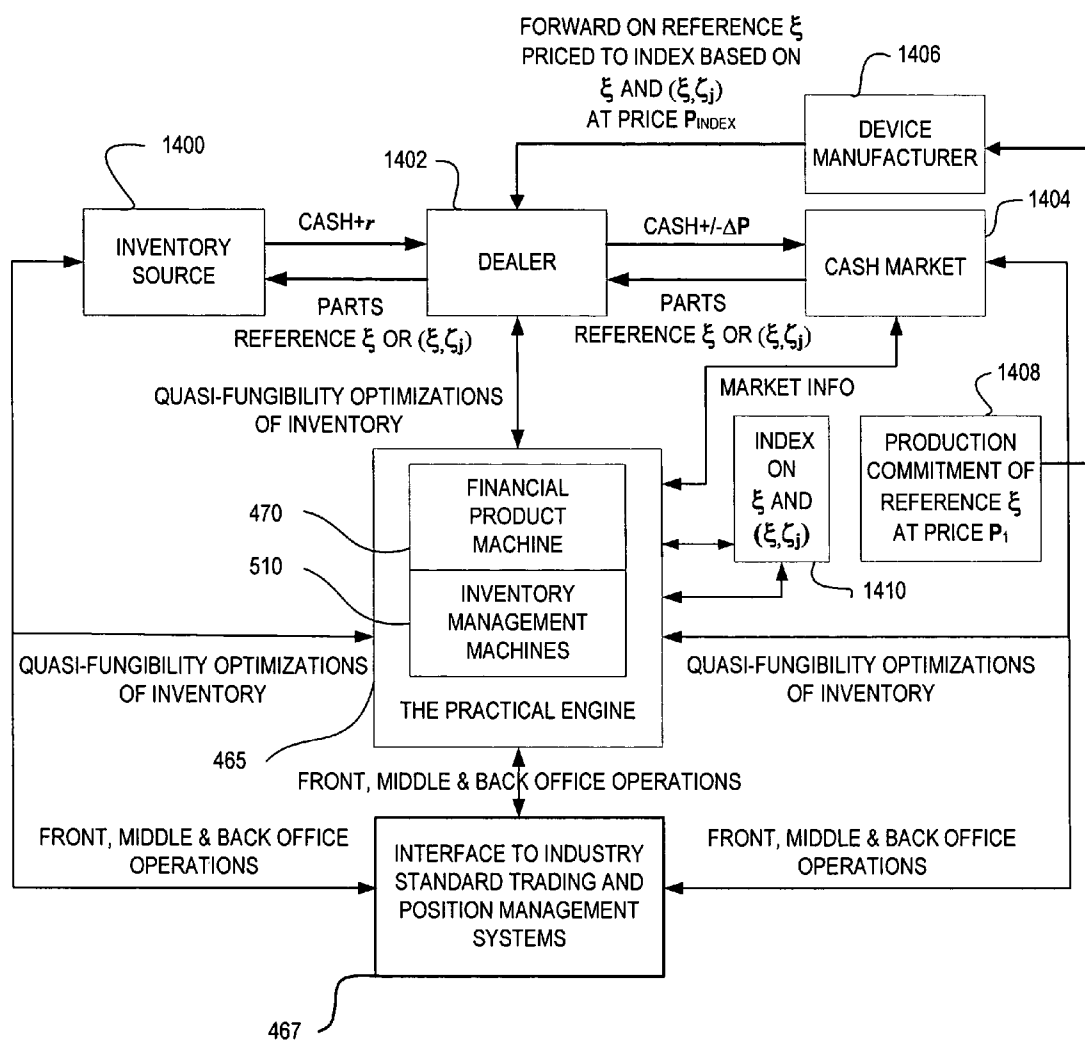 FORWARD ON REFERENCE ξ
PRICED TO INDEX BASED ON
ξ AND (ξ,ζj)
AT PRICE PINDEX
1406
DEVICE
MANUFACTURER
1400
1402
1404
INVENTORY
SOURCE
CASH+r
DEALER
CASH+/-ΔP
CASH MARKET
PARTS
REFERENCE ξ OR (ξ,ζj)
PARTS
REFERENCE ξ OR (ξ,ζj)
QUASI-FUNGIBILITY OPTIMIZATIONS
OF INVENTORY
MARKET INFO
1408
INDEX
ON
ξ AND
(ξ,ζj)
1410
PRODUCTION
COMMITMENT OF
REFERENCE ξ
AT PRICE P1
470
FINANCIAL
PRODUCT
MACHINE
510
INVENTORY
MANAGEMENT
MACHINES
THE PRACTICAL ENGINE
465
QUASI-FUNGIBILITY OPTIMIZATIONS
OF INVENTORY
QUASI-FUNGIBILITY OPTIMIZATIONS
OF INVENTORY
FRONT, MIDDLE & BACK OFFICE OPERATIONS
FRONT, MIDDLE & BACK OFFICE
OPERATIONS
FRONT, MIDDLE & BACK OFFICE
OPERATIONS
INTERFACE TO INDUSTRY
STANDARD TRADING AND
POSITION MANAGEMENT
SYSTEMS
467